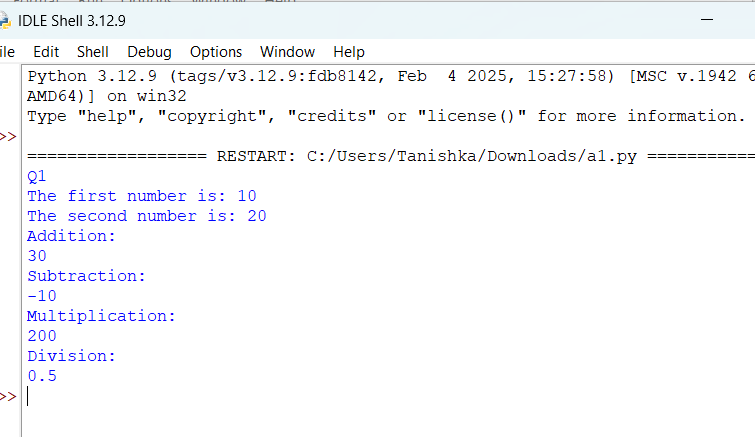 IDLE Shell 3.12.9
ile Edit Shell Debug Options Window Help
Python 3.12.9 (tags/v3.12.9:fdb8142, Feb  4 2025, 15:27:58) [MSC v.1942 6
AMD64)] on win32
Type "help", "copyright", "credits" or "license()" for more information.
>>
================== RESTART: C:/Users/Tanishka/Downloads/a1.py ===========
Q1
The first number is: 10
The second number is: 20
Addition:
30
Subtraction:
-10
Multiplication:
200
Division:
0.5
>>